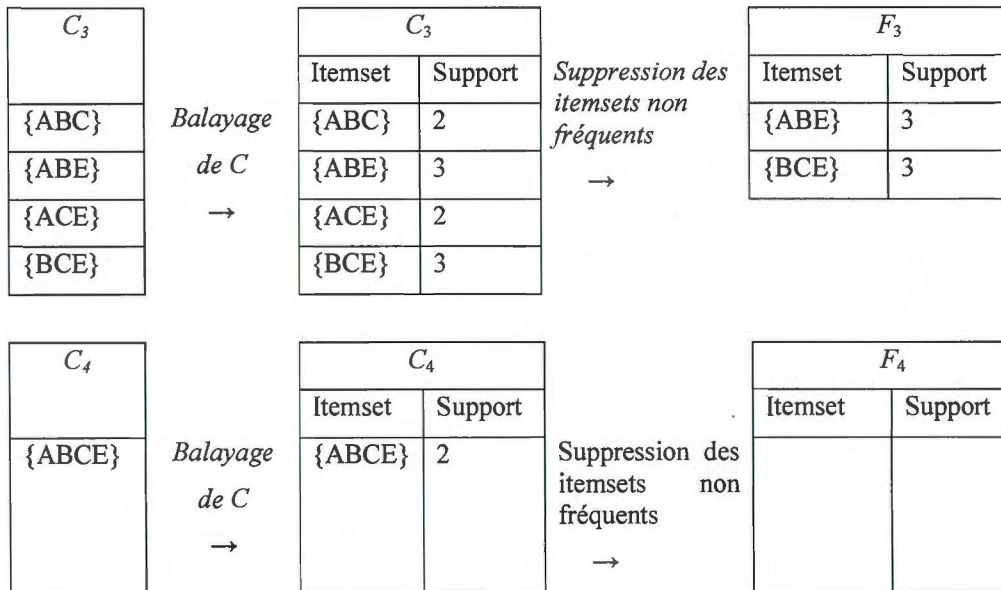 C3
C3
F3
Itemset Support
Suppression des
itemsets non
fréquents
→
Itemset Support
{ABC}
Balayage
de C
→
{ABC} 2
{ABE} 3
{ABE}
{ABE} 3
{BCE} 3
{ACE}
{ACE} 2
{BCE}
{BCE} 3
C4
C4
F4
Itemset Support
Itemset Support
{ABCE}
Balayage
de C
→
{ABCE} 2
Suppression des
itemsets non
fréquents
→